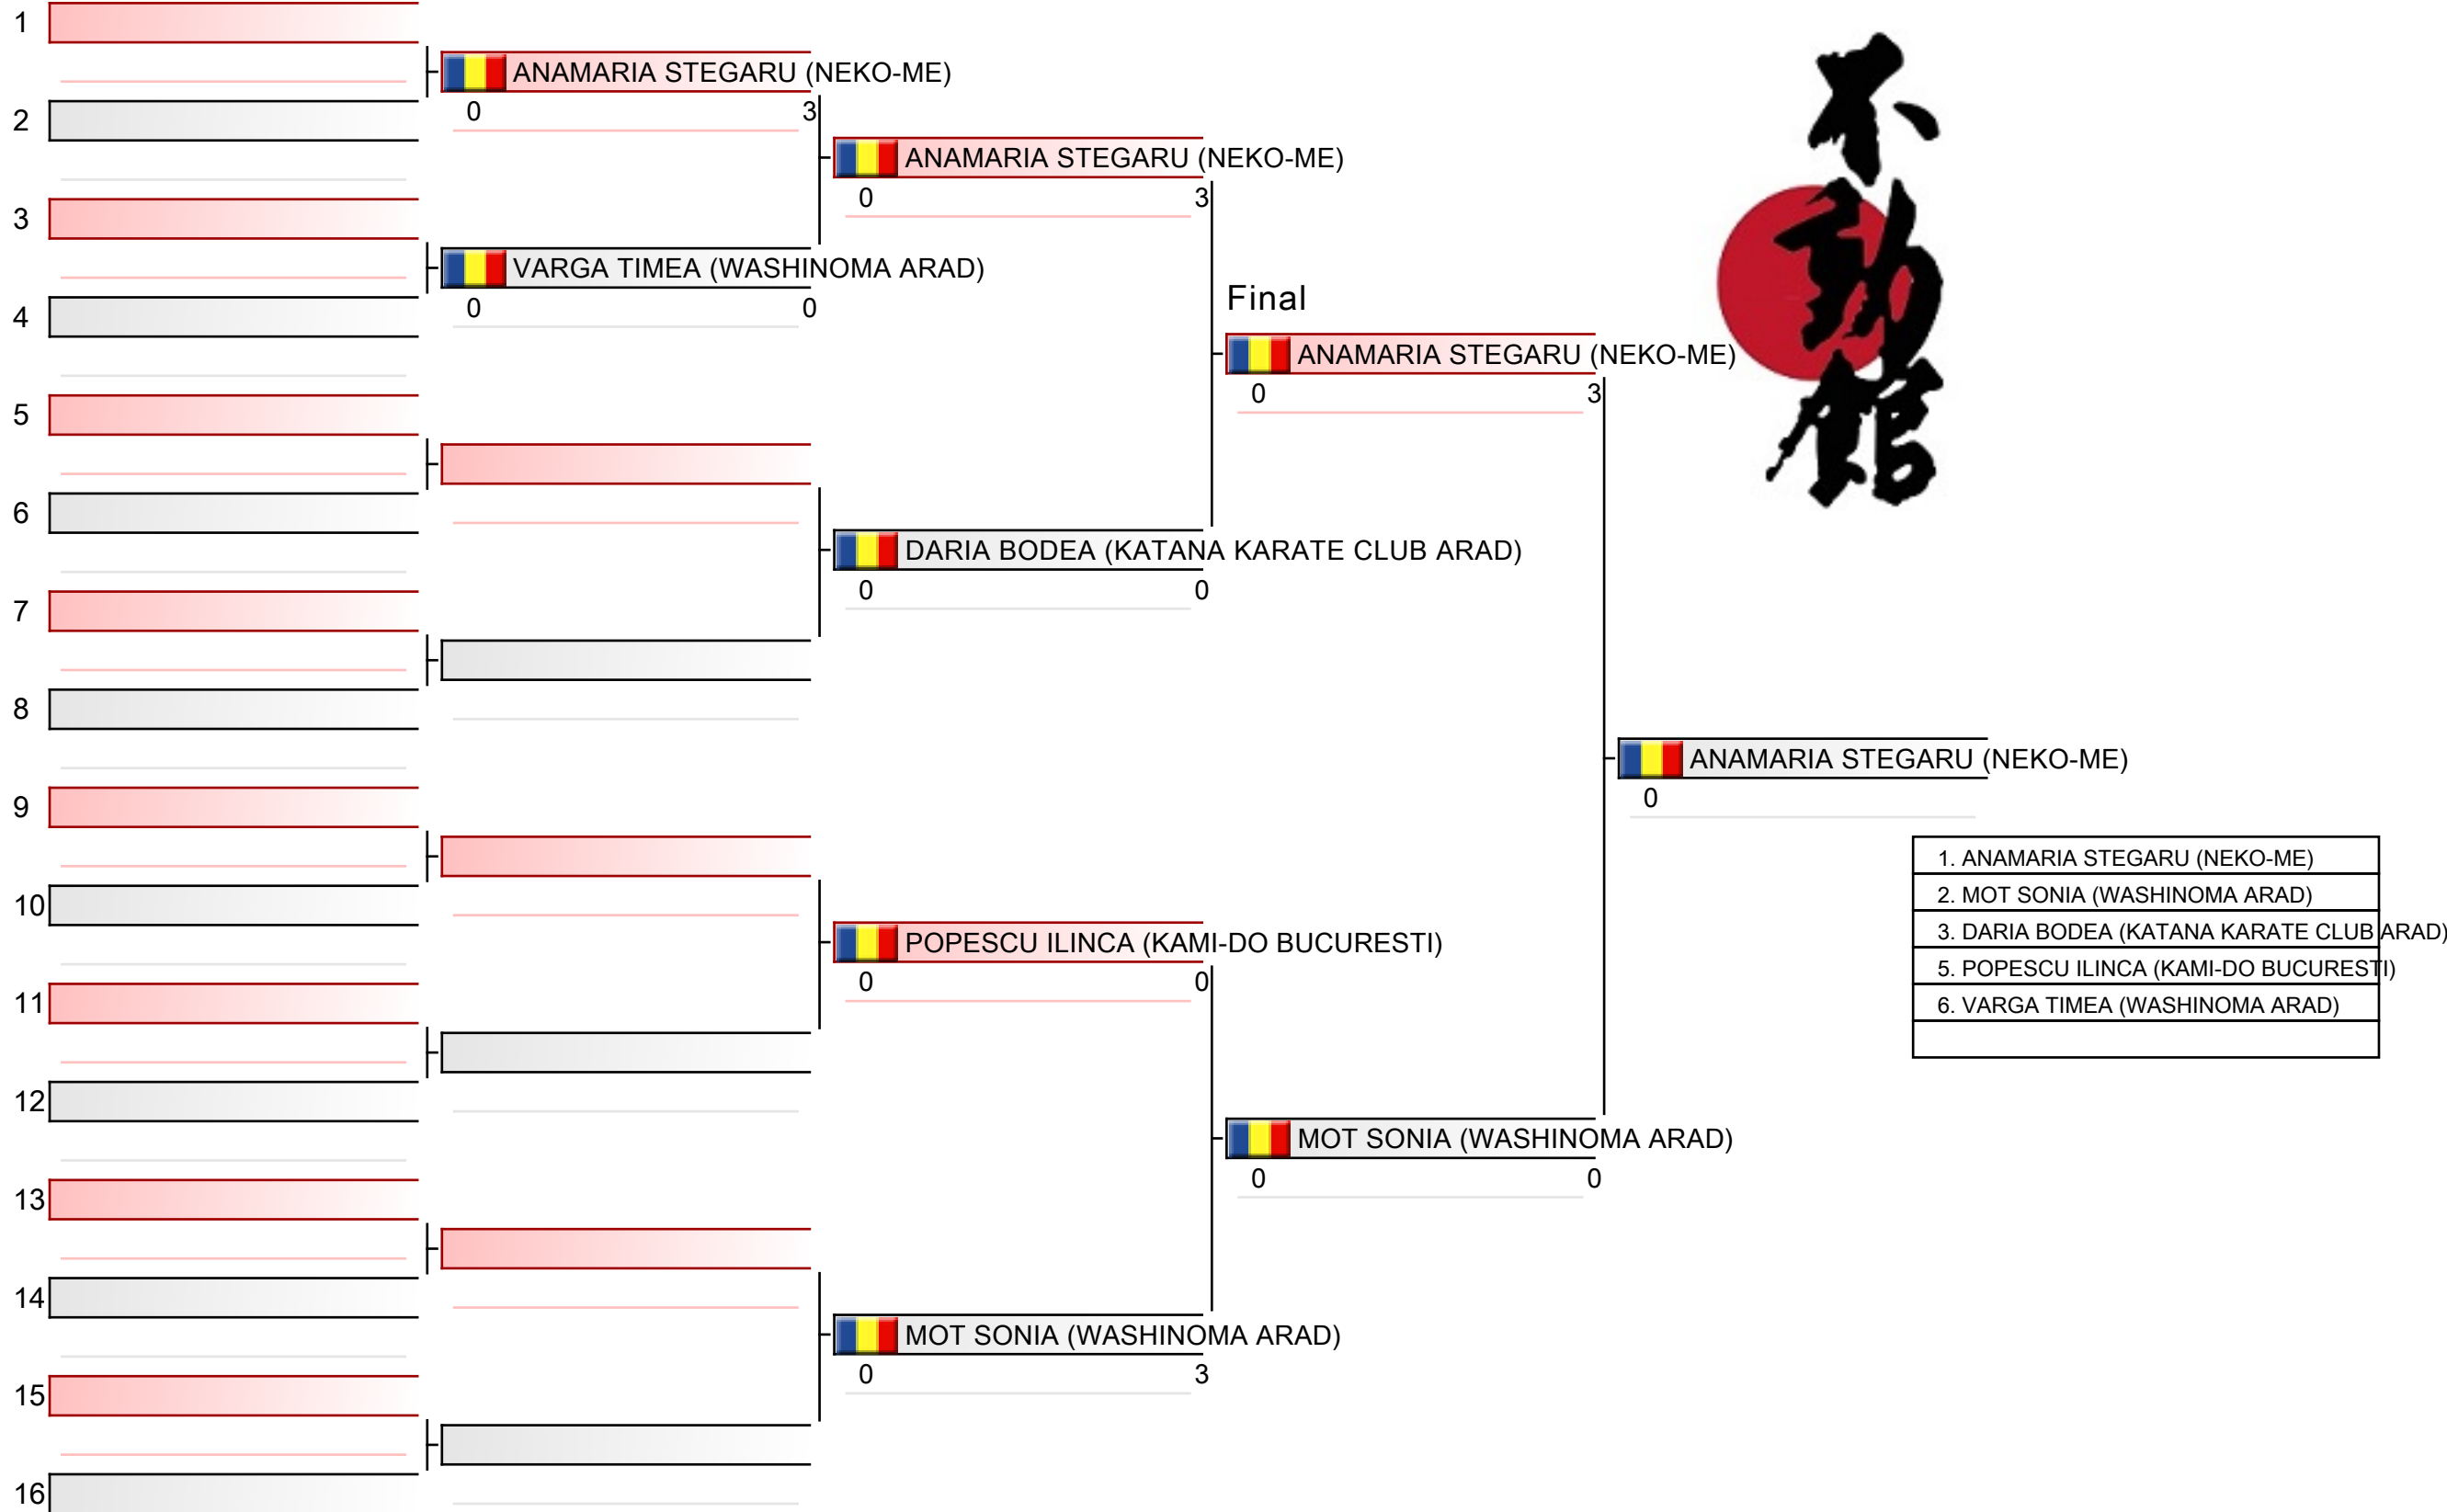 1
ANAMARIA STEGARU (NEKO-ME)
0 3
2
ANAMARIA STEGARU (NEKO-ME)
0 3
3
VARGA TIMEA (WASHINOMA ARAD)
0 0
4
Final
ANAMARIA STEGARU (NEKO-ME)
0 3
5
6
DARIA BODEA (KATANA KARATE CLUB ARAD)
0 0
7
8
ANAMARIA STEGARU (NEKO-ME)
0
9
10
POPESCU ILINCA (KAMI-DO BUCURESTI)
0 0
11
12
MOT SONIA (WASHINOMA ARAD)
0 0
13
14
MOT SONIA (WASHINOMA ARAD)
0 3
15
16
不動館
1. ANAMARIA STEGARU (NEKO-ME)
2. MOT SONIA (WASHINOMA ARAD)
3. DARIA BODEA (KATANA KARATE CLUB ARAD)
5. POPESCU ILINCA (KAMI-DO BUCURESTI)
6. VARGA TIMEA (WASHINOMA ARAD)